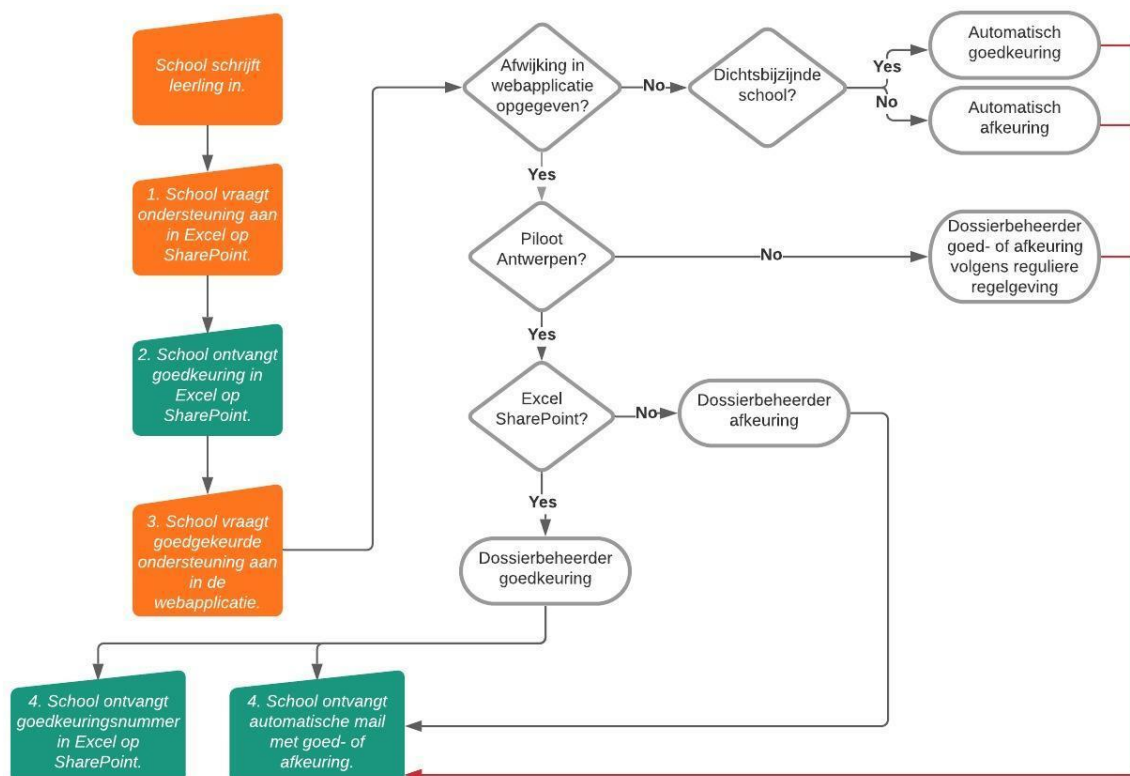 School schrijft
leerling in.
1. School vraagt
ondersteuning aan
in Excel op
SharePoint.
2. School ontvangt
goedkeuring in
Excel op
SharePoint.
3. School vraagt
goedgekeurde
ondersteuning aan
in de
webapplicatie.
Afwijking in
webapplicatie
opgegeven?
No
Dichtsbijzijnde
school?
Yes
No
Automatisch
goedkeuring
Automatisch
afkeuring
Yes
Piloot
Antwerpen?
No
Dossierbeheerder
goed- of afkeuring
volgens reguliere
regelgeving
Yes
Excel
SharePoint?
No
Dossierbeheerder
afkeuring
Yes
Dossierbeheerder
goedkeuring
4. School ontvangt
goedkeuringsnummer
in Excel op
SharePoint.
4. School ontvangt
automatische mail
met goed- of
afkeuring.